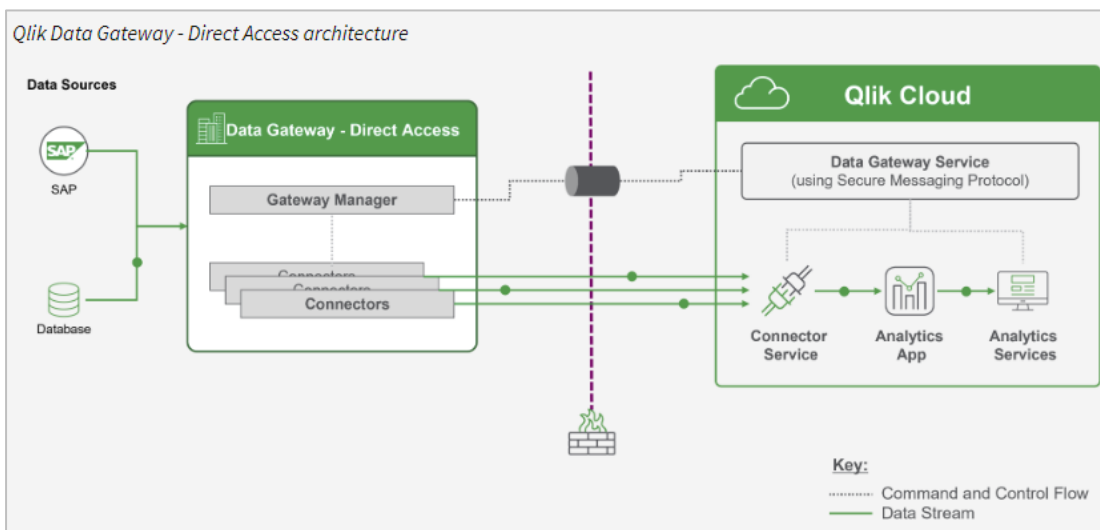 Qlik Data Gateway - Direct Access architecture
Data Sources
SAP
SAP
Database
Data Gateway - Direct Access
Gateway Manager
Connectors
Connectors
Connectors
Qlik Cloud
Data Gateway Service
(using Secure Messaging Protocol)
Connector
Service
Analytics
App
Analytics
Services
Key:
Command and Control Flow
Data Stream